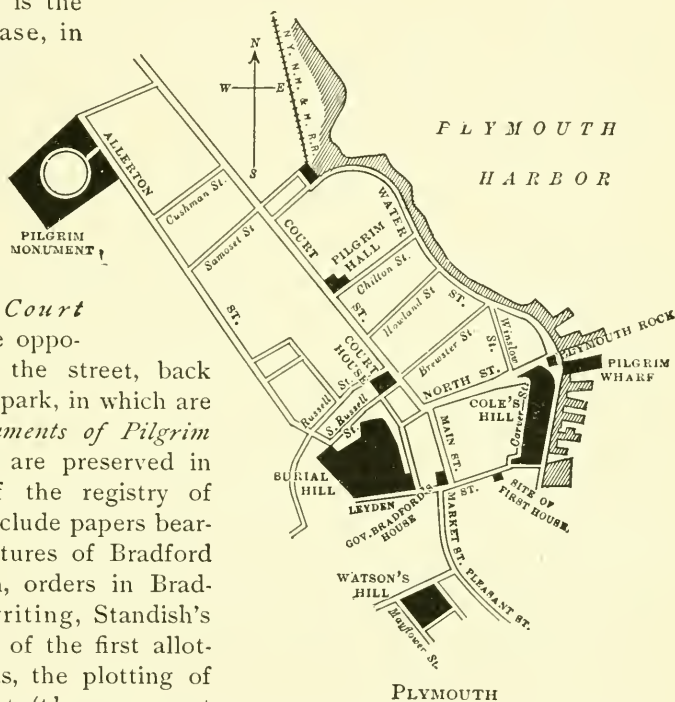 is the
ase, in
N
W
E
S
N.Y. N.H. & H. R.R.
PLYMOUTH
HARBOR
ALLERTON
ST.
PILGRIM
MONUMENT
Cushman St.
Samoset St
COURT
ST.
WATER
ST.
PILGRIM
HALL
Chilton St.
Howland St
Brewster St.
Winslow
St.
COURT
HOUSE
NORTH ST.
PLYMOUTH ROCK
PILGRIM
WHARF
COLE'S
HILL
Carver St.
Russell St.
S. Russell
St.
MAIN ST.
BURIAL
HILL
LEYDEN
ST.
GOV. BRADFORD'S
HOUSE
SITE OF
FIRST HOUSE.
MARKET ST.
PLEASANT ST.
WATSON'S
HILL
Mayflower St.
PLYMOUTH
Court
e oppo-
the street, back
park, in which are
uments of Pilgrim
are preserved in
f the registry of
clude papers bear-
tures of Bradford
n, orders in Brad-
riting, Standish's
of the first allot-
s, the plotting of